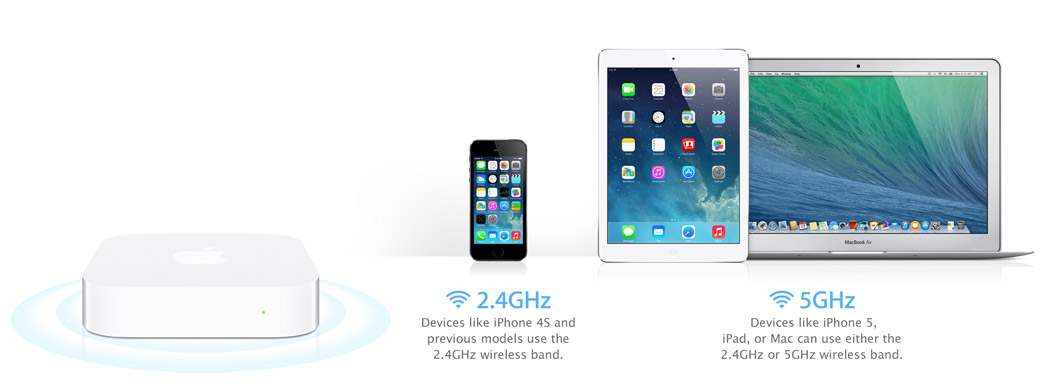 MacBook Air
2.4GHz
Devices like iPhone 4S and
previous models use the
2.4GHz wireless band.
5GHz
Devices like iPhone 5,
iPad, or Mac can use either the
2.4GHz or 5GHz wireless band.